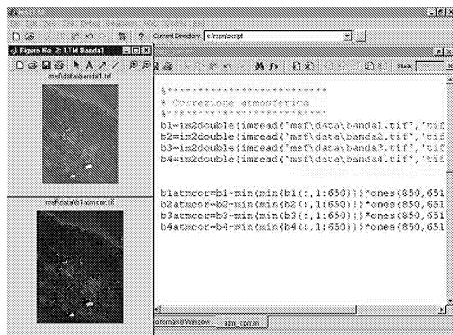 Current Directory:
Figure No. 2: LTM Banda1
Stack:
msf\data\banda1.tif
%**************************
% Correzione atmosferica
%**************************
b1=im2double(imread('msf\data\banda1.tif','tif
b2=im2double(imread('msf\data\banda2.tif','tif
b3=im2double(imread('msf\data\banda3.tif','tif
b4=im2double(imread('msf\data\banda4.tif','tif
msf\data\b1atmcor.tif
b1atmcor=b1-min(min(b1(:,1:650)))*ones(850,651
b2atmcor=b2-min(min(b2(:,1:650)))*ones(850,651
b3atmcor=b3-min(min(b3(:,1:650)))*ones(850,651
b4atmcor=b4-min(min(b4(:,1:650)))*ones(850,651